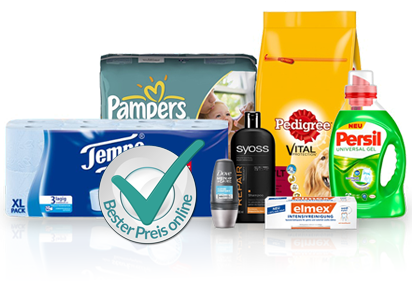 Pampers
Pedigree
VITAL
PROTECTION
NEU
Persil
UNIVERSAL GEL
Tempo
syoss
REPAIR
Dove
3 lagig
XL
PACK
elmex
INTENSIVREINIGUNG
Bester Preis online